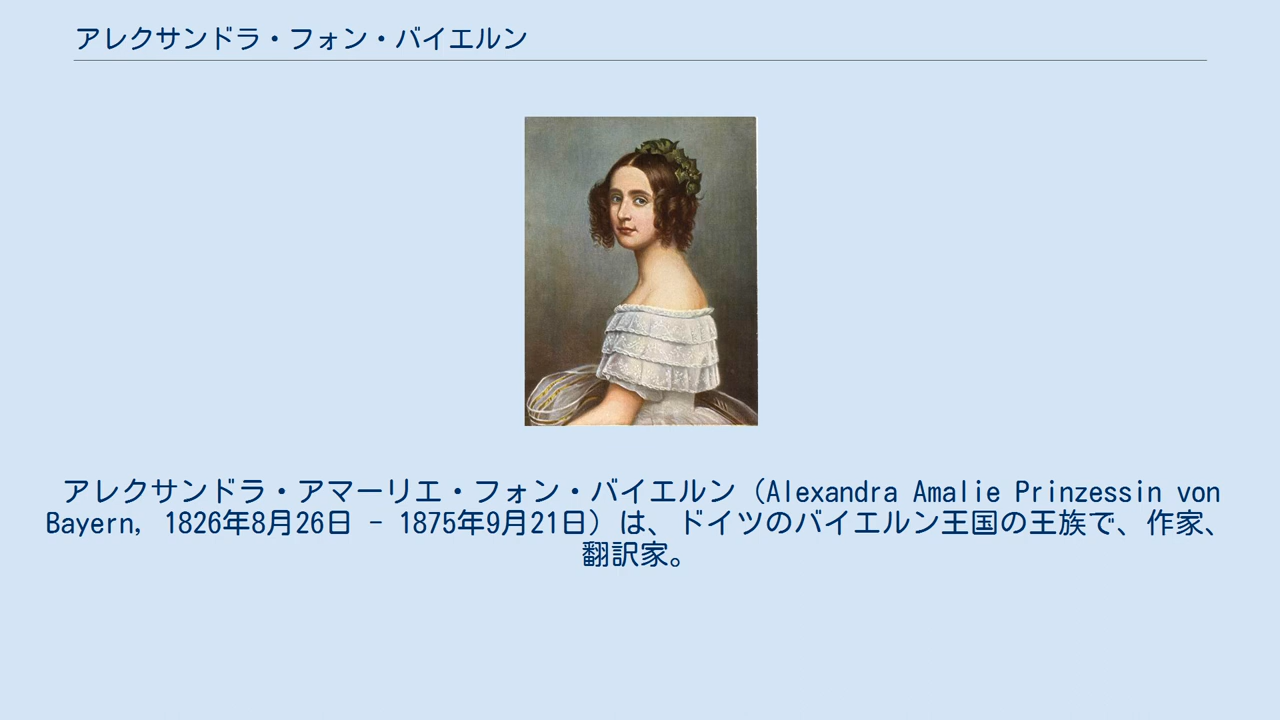 アレクサンドラ・フォン・バイエルン
アレクサンドラ・アマーリエ・フォン・バイエルン（Alexandra Amalie Prinzessin von
Bayern, 1826年8月26日 - 1875年9月21日）は、ドイツのバイエルン王国の王族で、作家、
翻訳家。